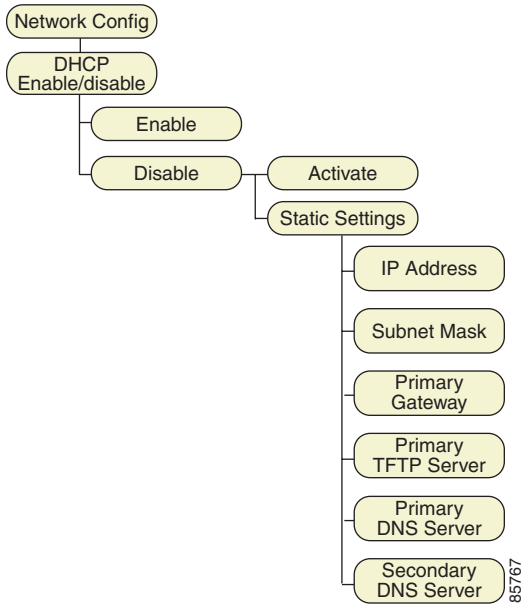 Network Config
DHCP
Enable/disable
Enable
Disable
Activate
Static Settings
IP Address
Subnet Mask
Primary
Gateway
Primary
TFTP Server
Primary
DNS Server
Secondary
DNS Server
85767